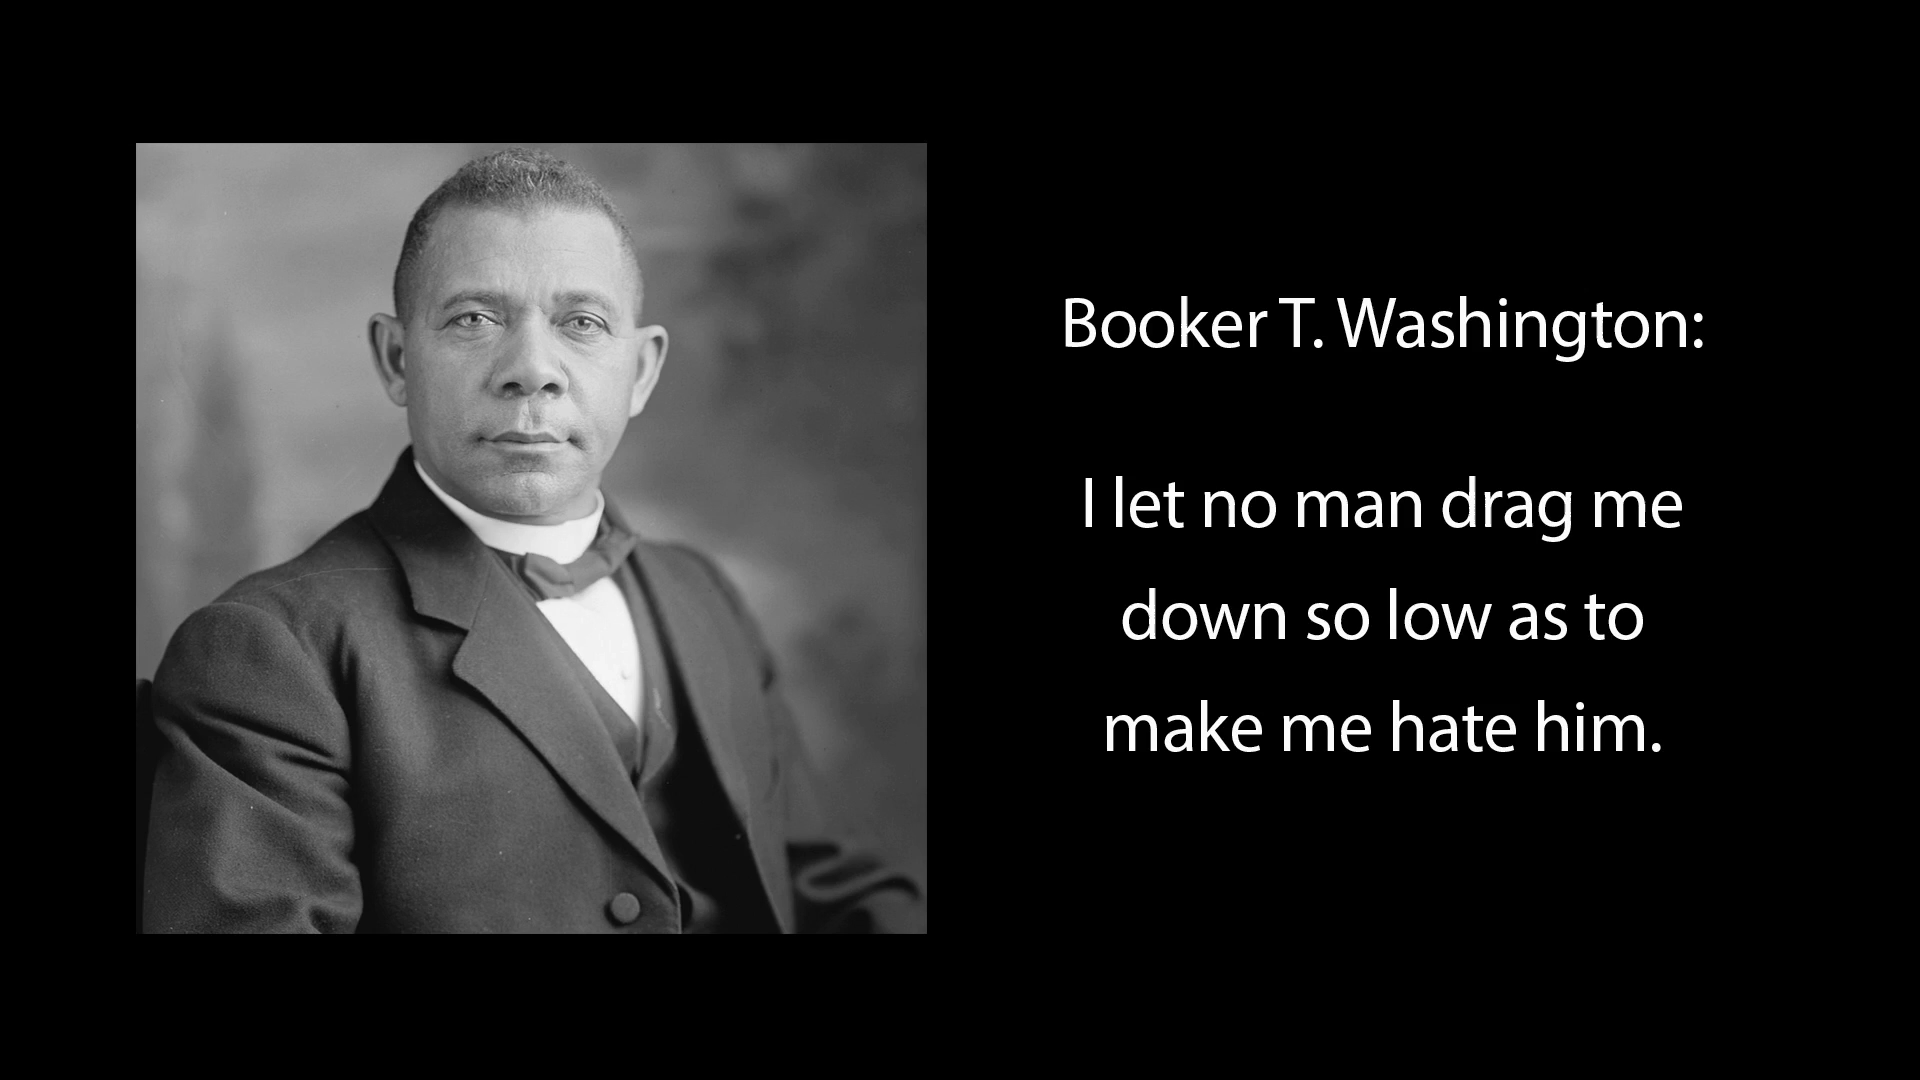 Booker T. Washington:
I let no man drag me
down so low as to
make me hate him.